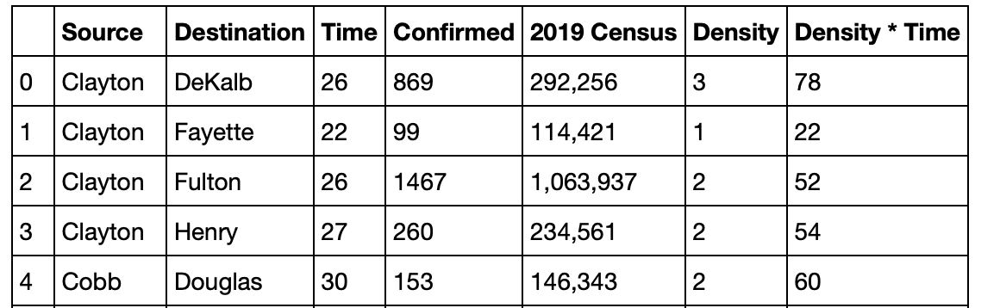 Source Destination Time Confirmed 2019 Census Density Density * Time
0 Clayton DeKalb 26 869 292,256 3 78
1 Clayton Fayette 22 99 114,421 1 22
2 Clayton Fulton 26 1467 1,063,937 2 52
3 Clayton Henry 27 260 234,561 2 54
4 Cobb Douglas 30 153 146,343 2 60